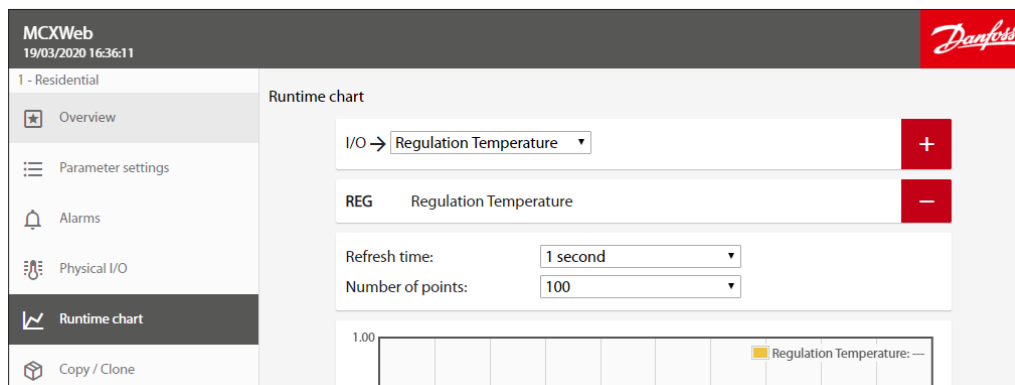 MCXWeb
19/03/2020 16:36:11
Danfoss
1 - Residential
Overview
Parameter settings
Alarms
Physical I/O
Runtime chart
Copy / Clone
Runtime chart
I/O → Regulation Temperature ▼
+
REG Regulation Temperature
−
Refresh time: 1 second ▼
Number of points: 100 ▼
1.00
Regulation Temperature: ---